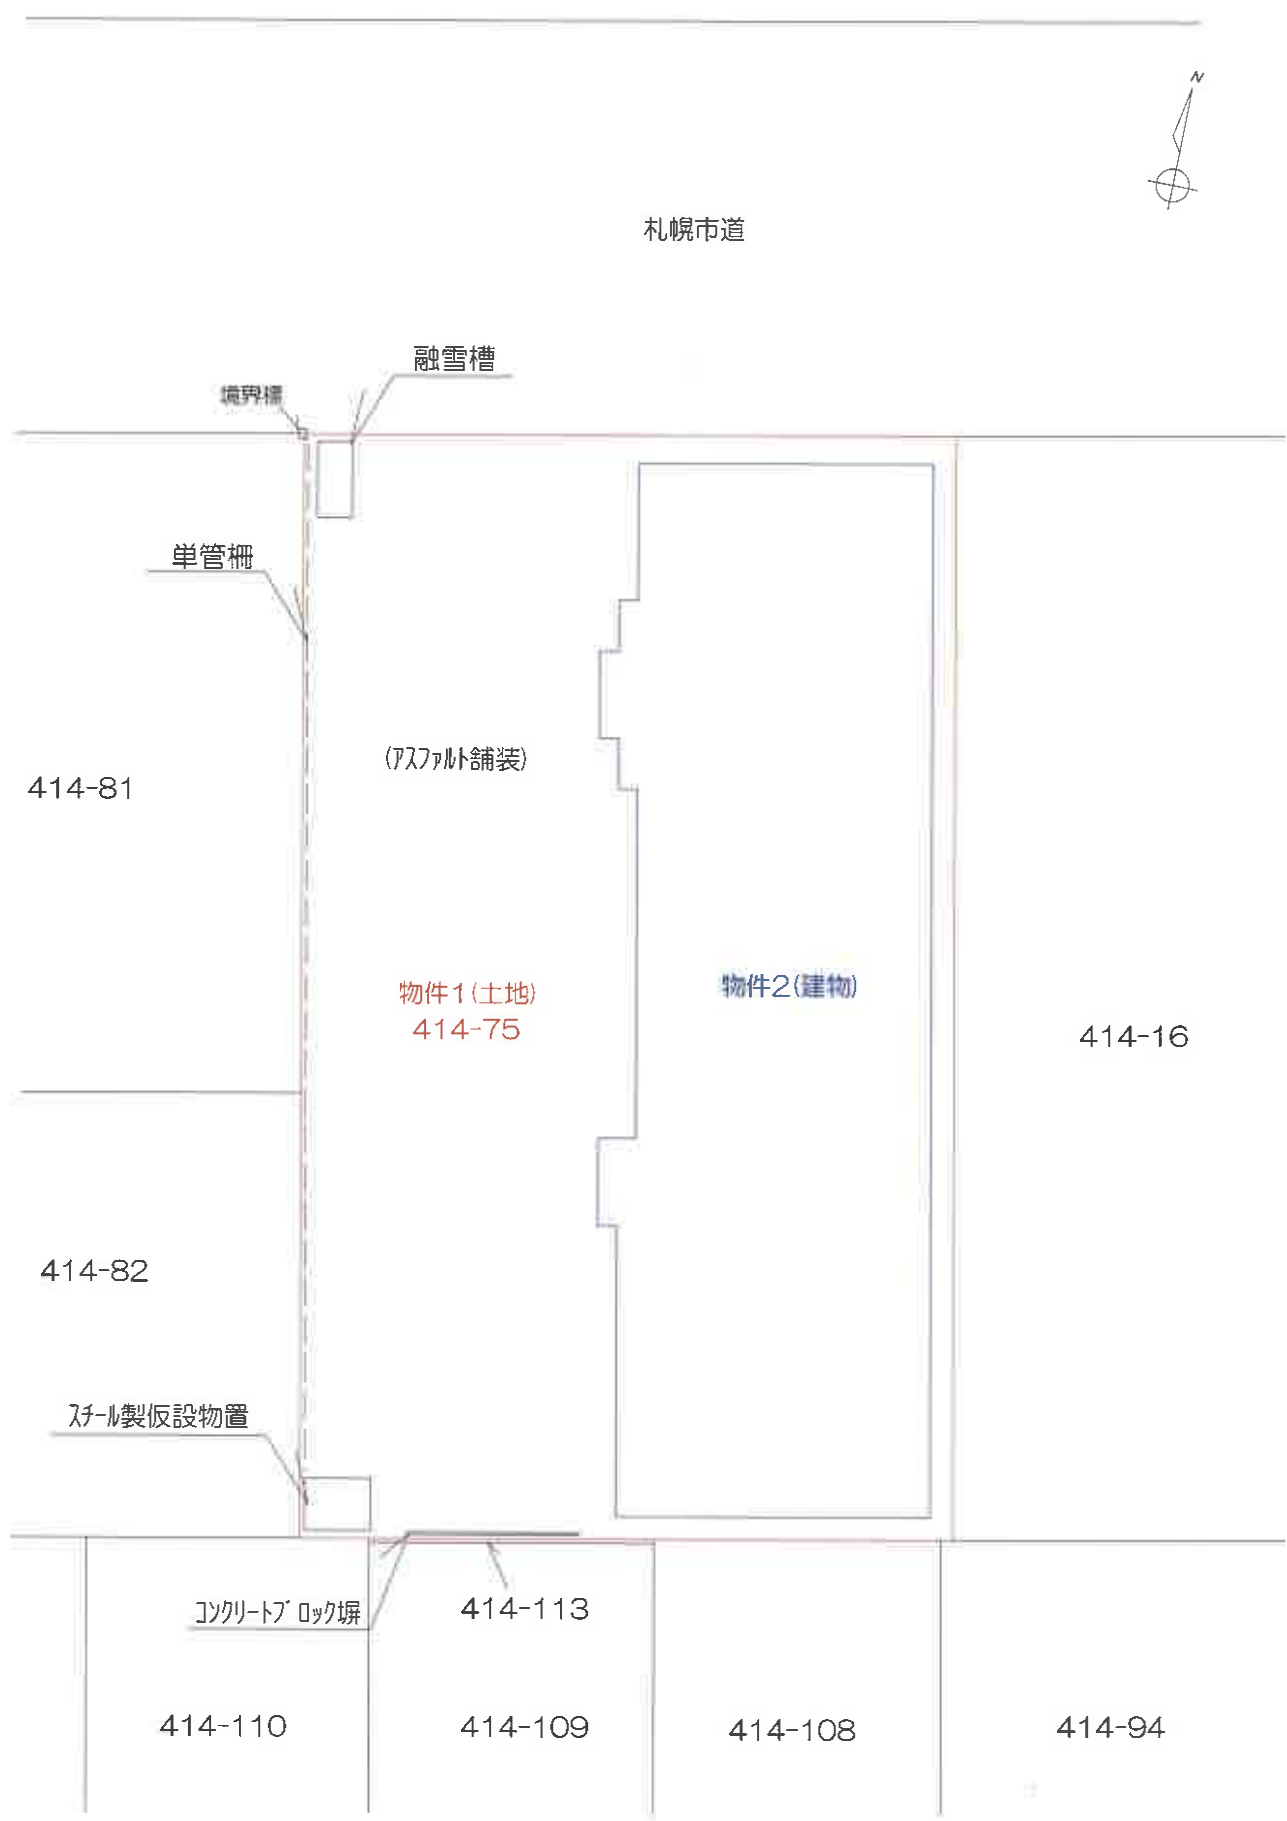 N
札幌市道
融雪槽
境界標
単管柵
(アスファルト舗装)
414-81
物件1(土地)
414-75
物件2(建物)
414-16
414-82
スチール製仮設物置
コンクリートブロック塀
414-113
414-110
414-109
414-108
414-94